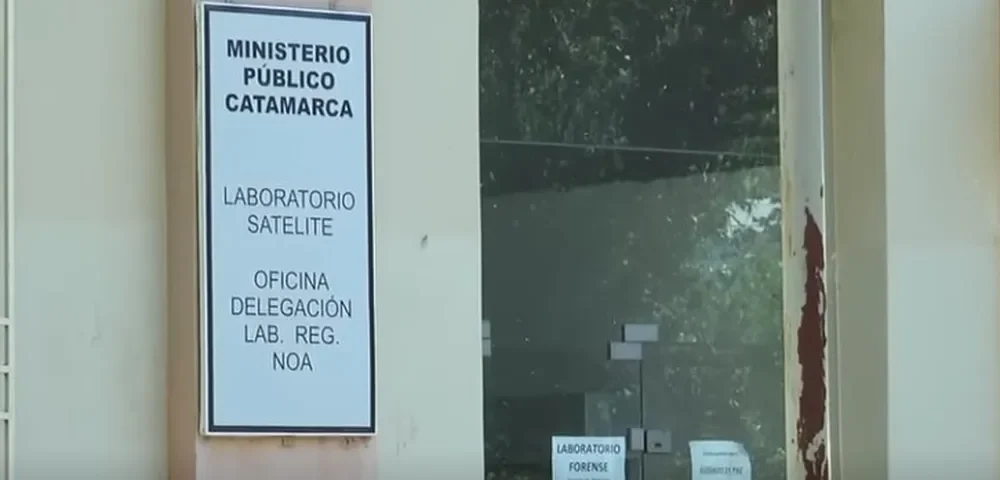 MINISTERIO
PÚBLICO
CATAMARCA
LABORATORIO
SATELITE
OFICINA
DELEGACIÓN
LAB. REG.
NOA
LABORATORIO
FORENSE